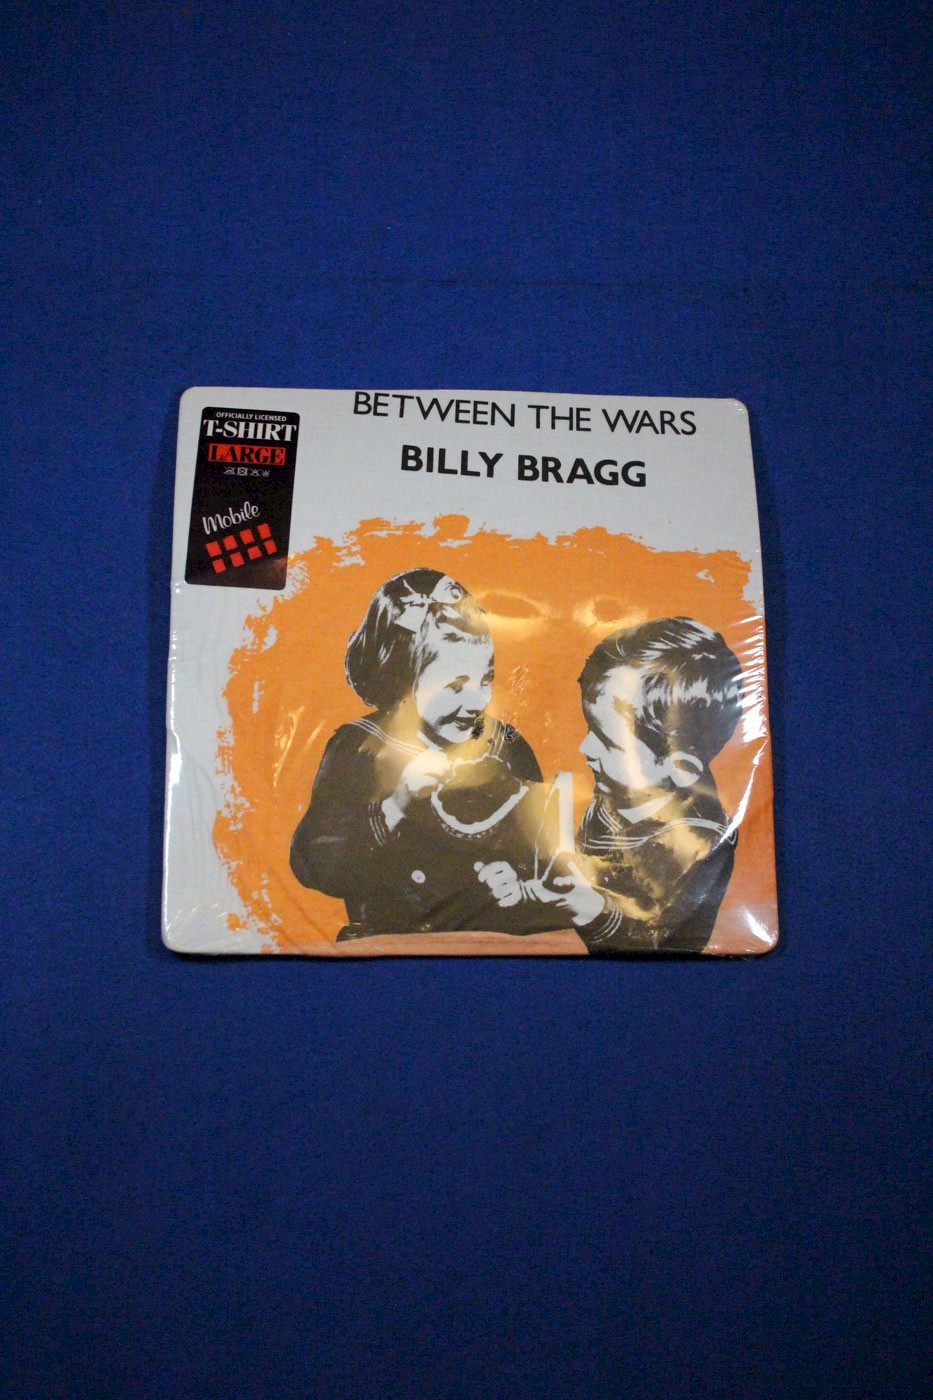 BETWEEN THE WARS
BILLY BRAGG
OFFICIALLY LICENSED
T-SHIRT
LARGE
Mobile